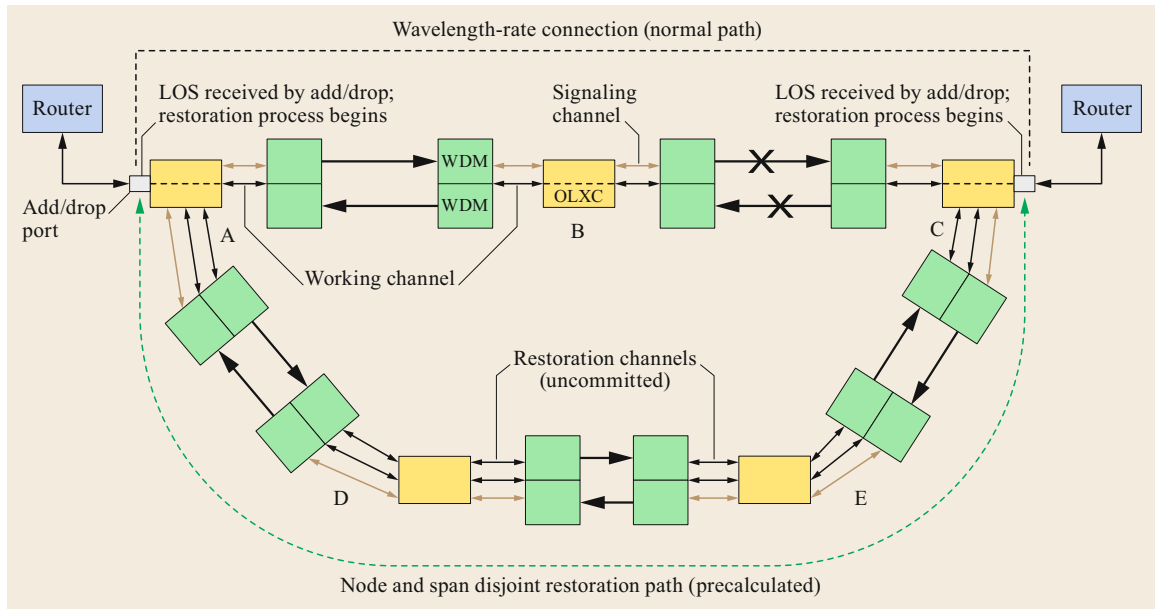 Wavelength-rate connection (normal path)
Router
LOS received by add/drop;
restoration process begins
Signaling
channel
LOS received by add/drop;
restoration process begins
Router
WDM
WDM
OLXC
Add/drop
port
A
B
C
Working channel
Restoration channels
(uncommitted)
D
E
Node and span disjoint restoration path (precalculated)